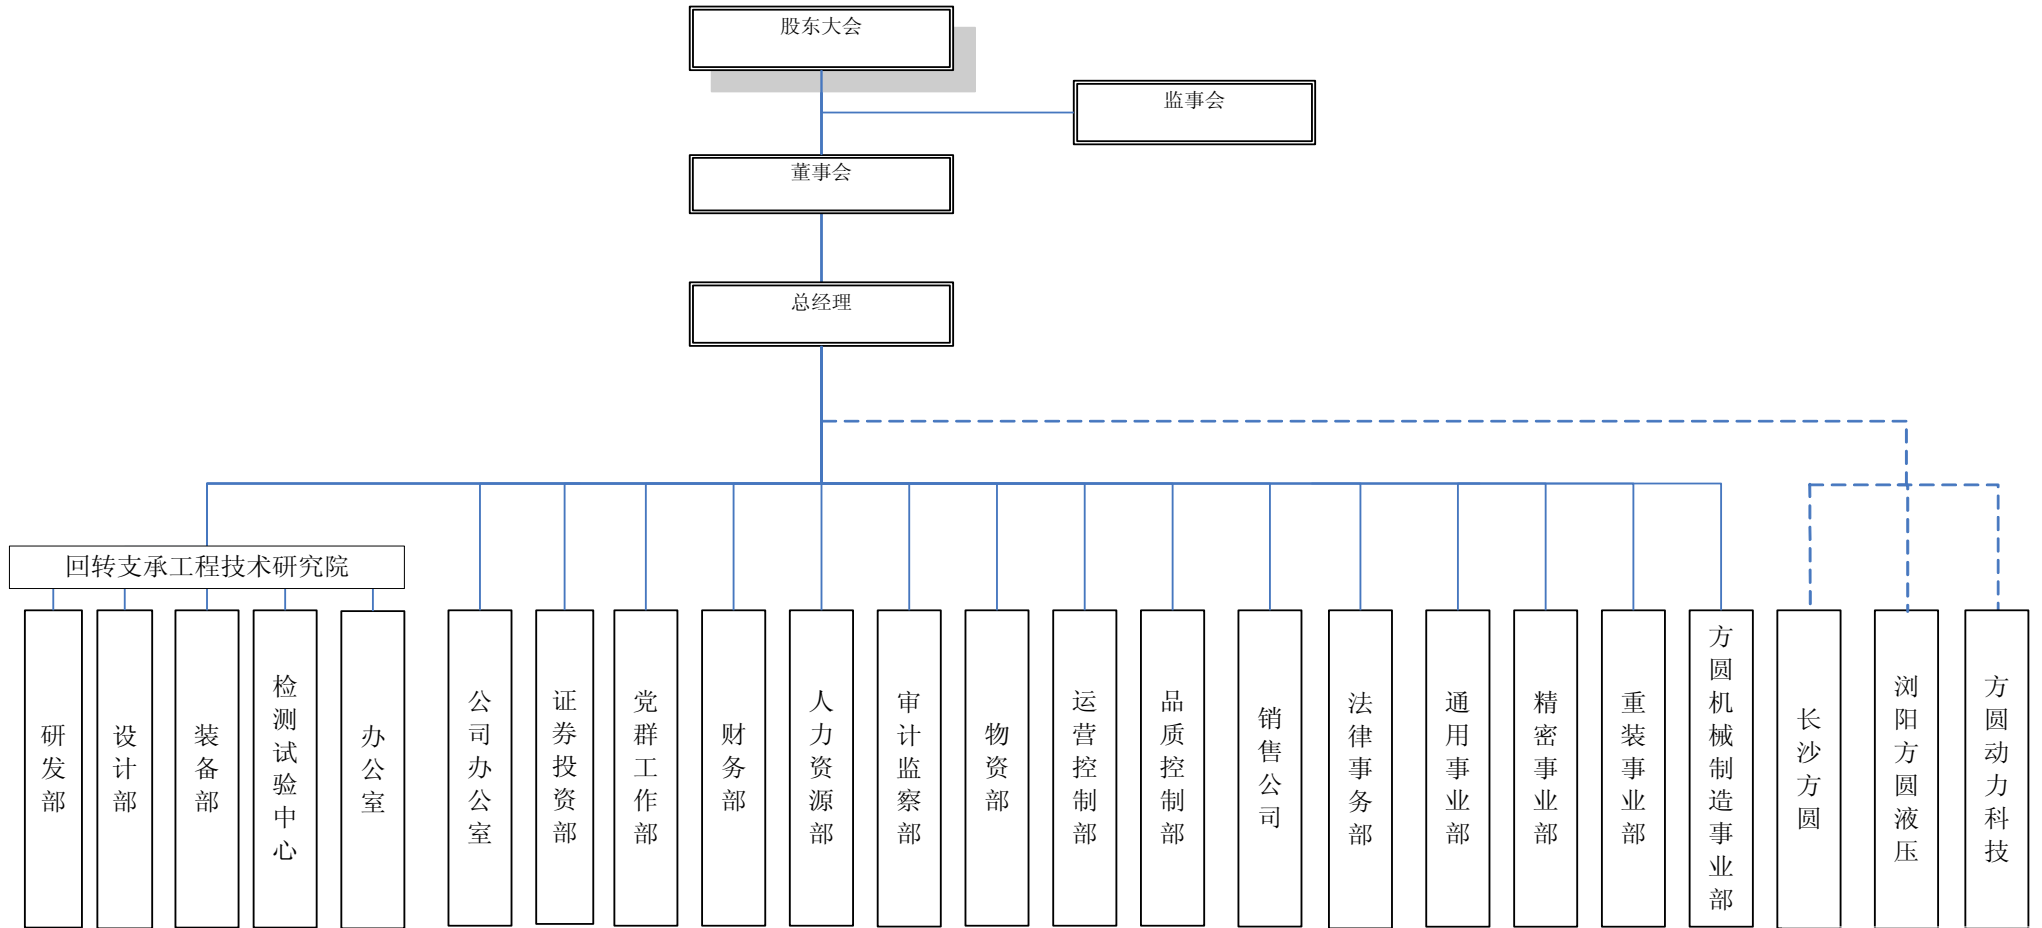 股东大会
监事会
董事会
总经理
回转支承工程技术研究院
研发部
设计部
装备部
检测试验中心
办公室
公司办公室
证券投资部
党群工作部
财务部
人力资源部
审计监察部
物资部
运营控制部
品质控制部
销售公司
法律事务部
通用事业部
精密事业部
重装事业部
方圆机械制造事业部
长沙方圆
浏阳方圆液压
方圆动力科技